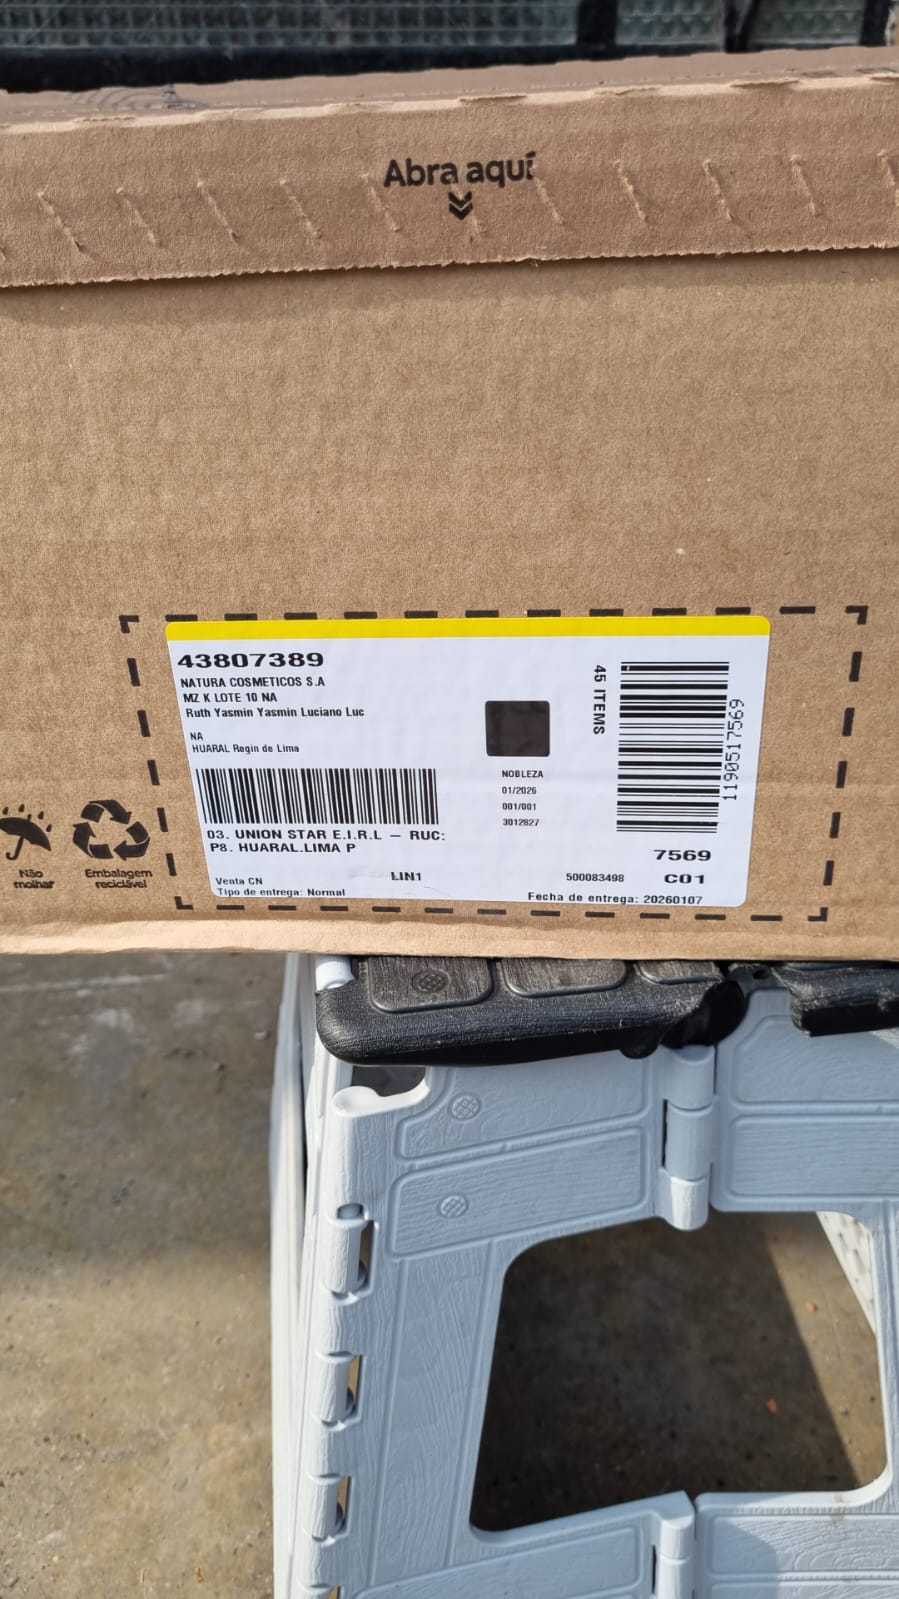 Abra aquí
43807389
NATURA COSMETICOS S.A
MZ K LOTE 10 NA
Ruth Yasmin Yasmin Luciano Luc
NA
HUARAL Regin de Lima
03. UNION STAR E.I.R.L – RUC:
P8. HUARAL.LIMA P
Venta CN
Tipo de entrega: Normal
LIN1
NOBLEZA
01/2026
001/001
3012827
45 ITEMS
1190517569
7569
500083498
C01
Fecha de entrega: 20260107
Não
molhar
Embalagem
reciclável